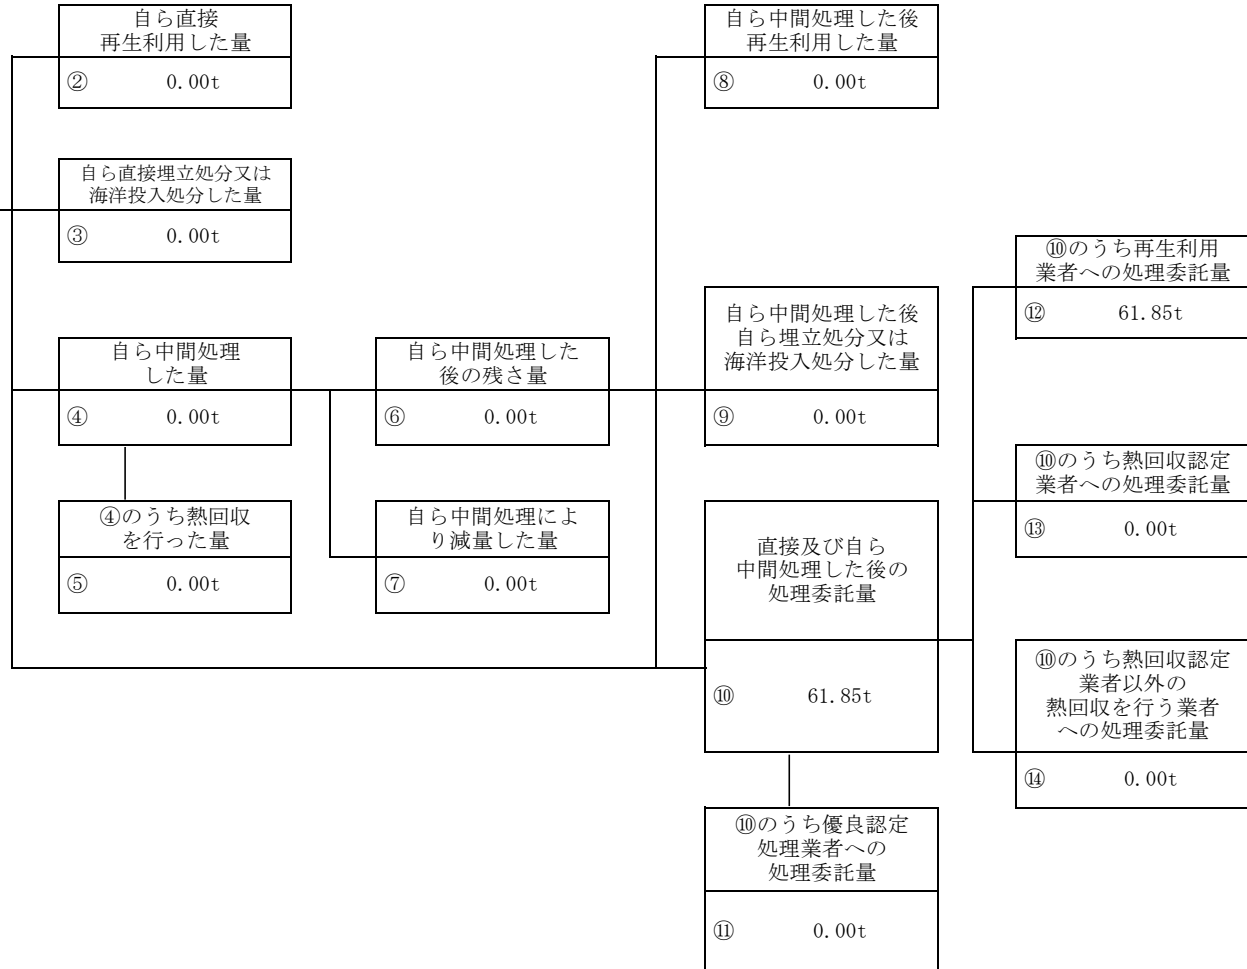 自ら直接
再生利用した量
② 0.00t
自ら直接埋立処分又は
海洋投入処分した量
③ 0.00t
自ら中間処理
した量
④ 0.00t
④のうち熱回収
を行った量
⑤ 0.00t
自ら中間処理した
後の残さ量
⑥ 0.00t
自ら中間処理によ
り減量した量
⑦ 0.00t
自ら中間処理した後
再生利用した量
⑧ 0.00t
自ら中間処理した後
自ら埋立処分又は
海洋投入処分した量
⑨ 0.00t
直接及び自ら
中間処理した後の
処理委託量
⑩ 61.85t
⑩のうち優良認定
処理業者への
処理委託量
⑪ 0.00t
⑩のうち再生利用
業者への処理委託量
⑫ 61.85t
⑩のうち熱回収認定
業者への処理委託量
⑬ 0.00t
⑩のうち熱回収認定
業者以外の
熱回収を行う業者
への処理委託量
⑭ 0.00t